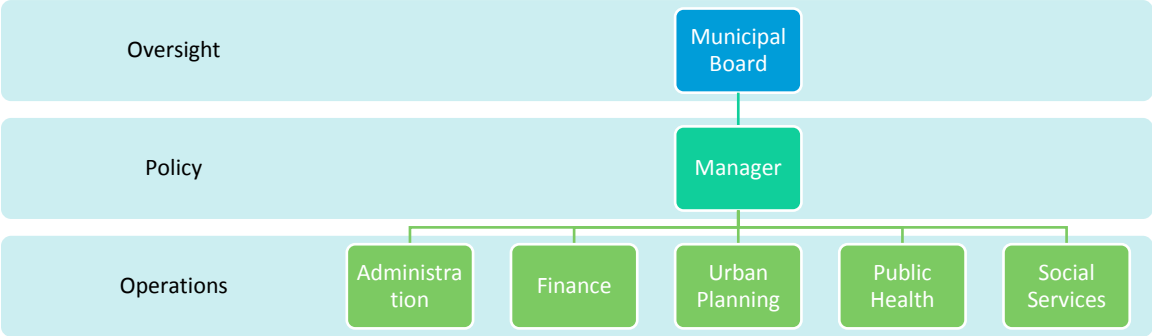 Oversight
Municipal
Board
Policy
Manager
Operations
Administra
tion
Finance
Urban
Planning
Public
Health
Social
Services